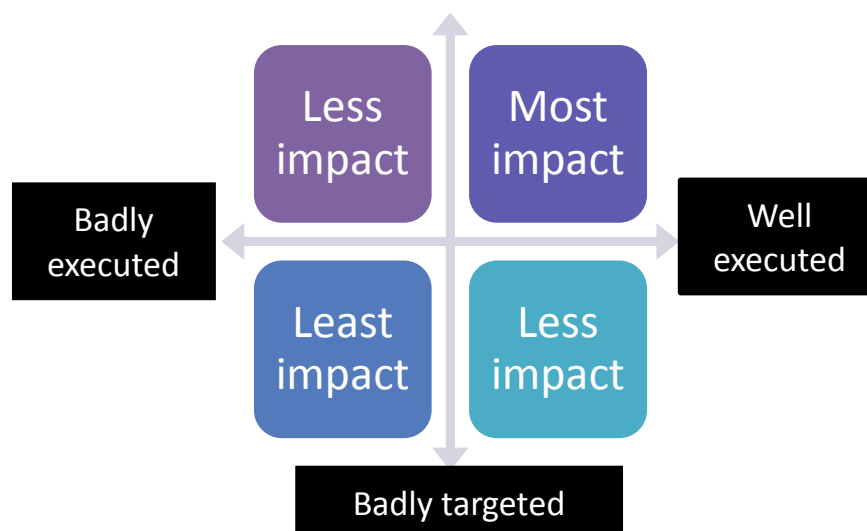 Less
impact
Most
impact
Badly
executed
Well
executed
Least
impact
Less
impact
Badly targeted